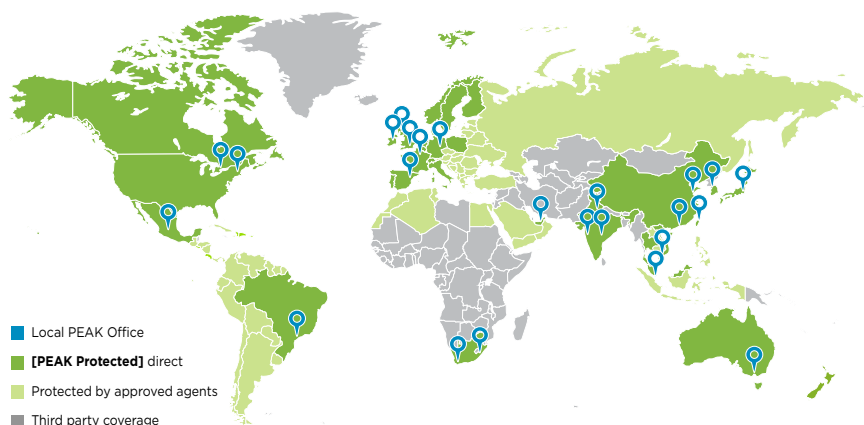 Local PEAK Office
[PEAK Protected] direct
Protected by approved agents
Third party coverage